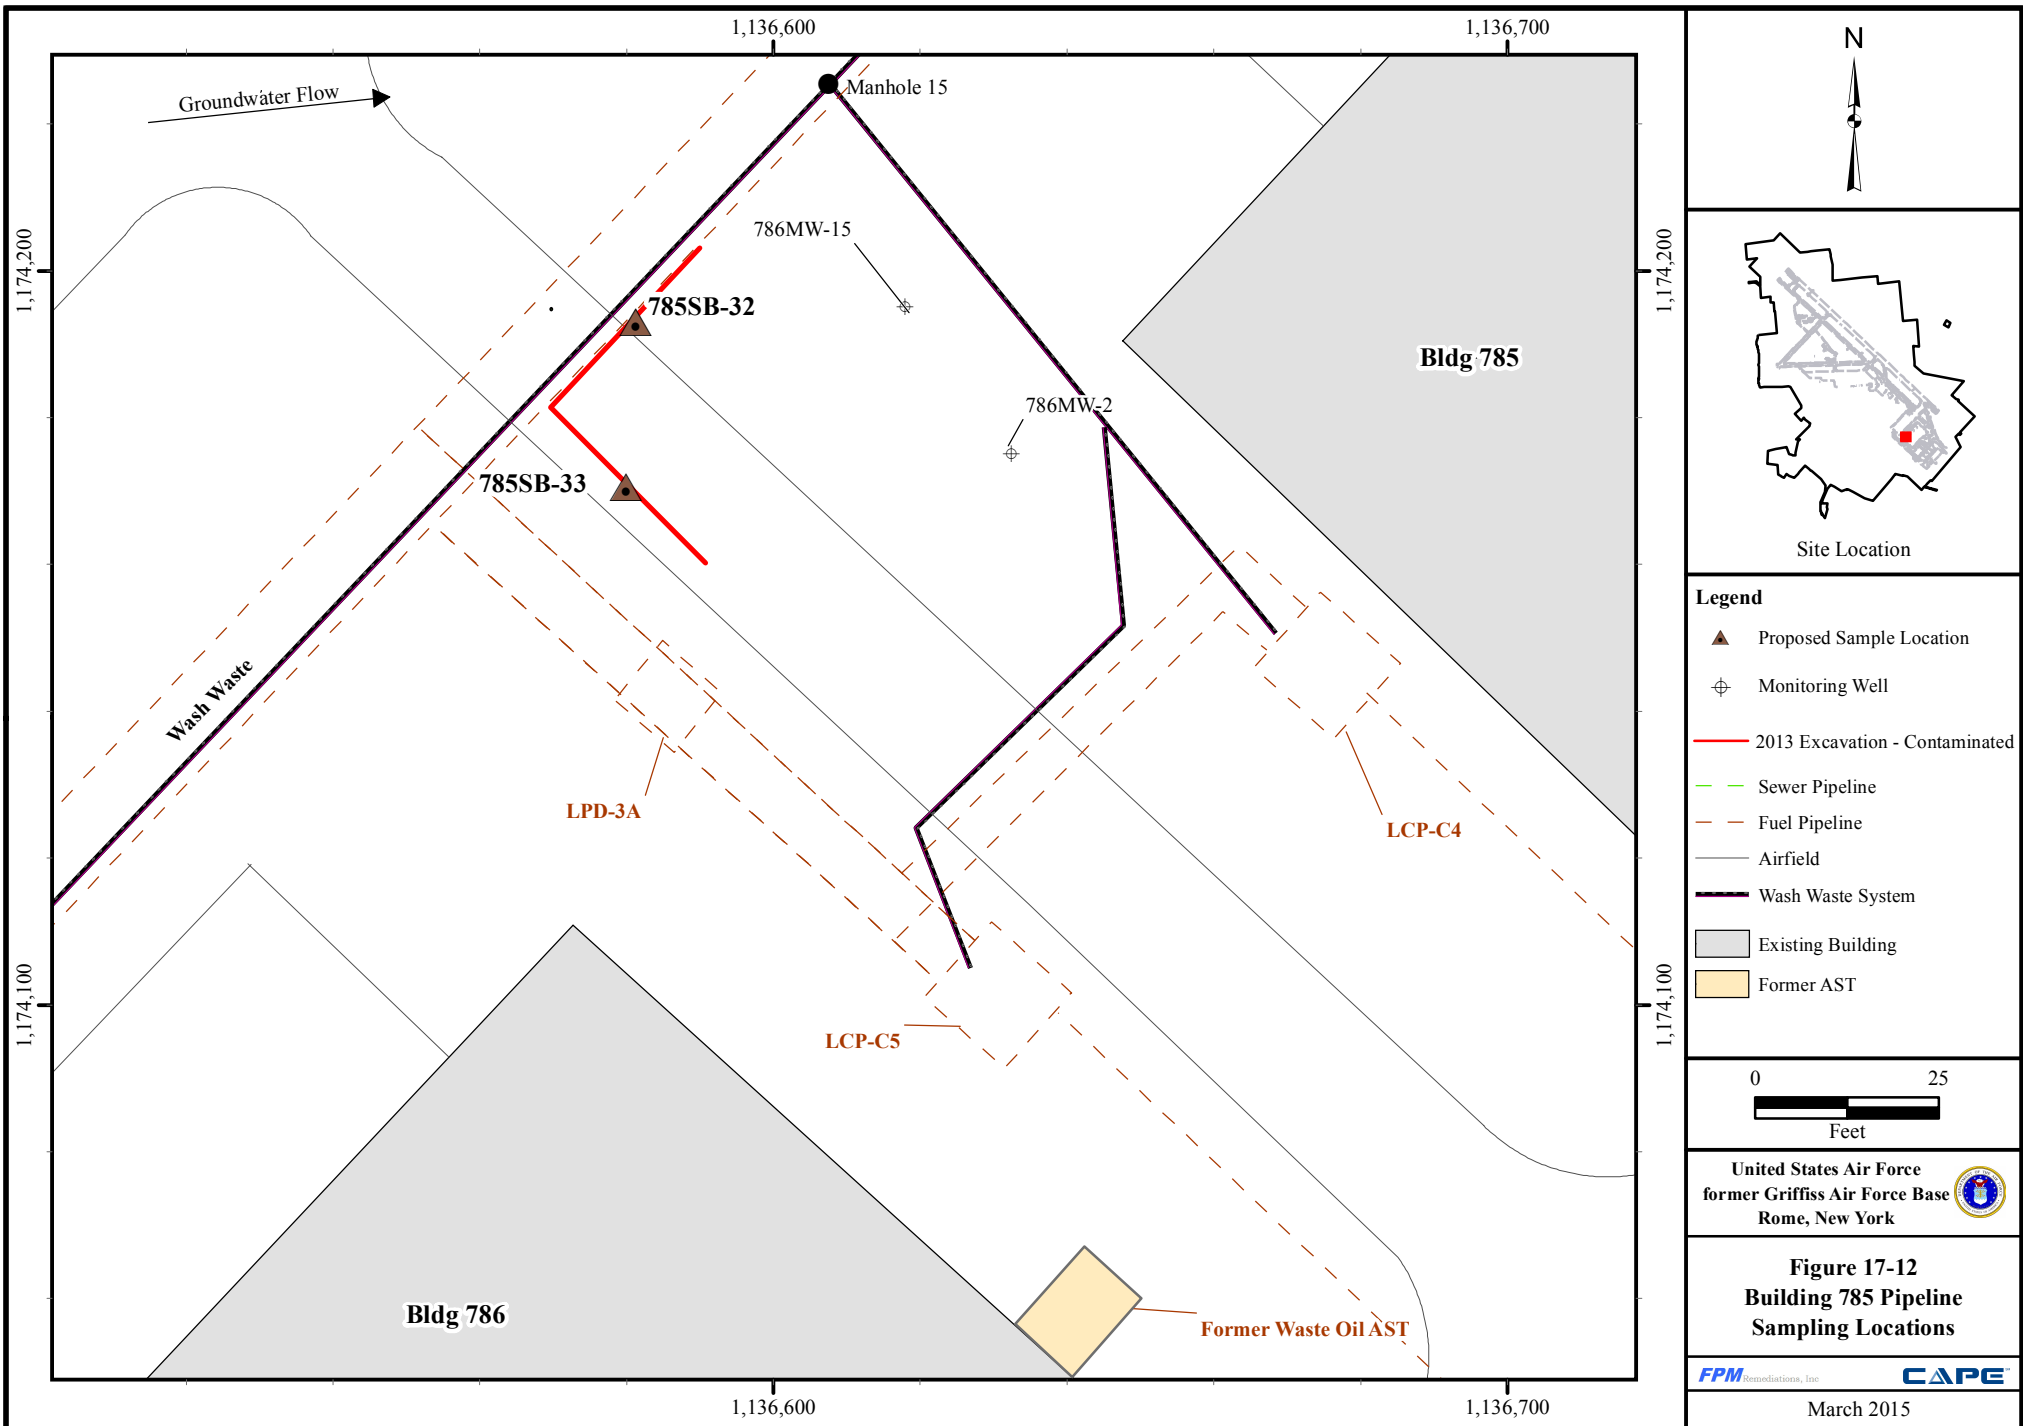 1,136,600
1,136,700
N
Groundwater Flow
Manhole 15
1,174,200
1,174,200
786MW-15
785SB-32
Bldg 785
786MW-2
785SB-33
Wash Waste
LPD-3A
LCP-C4
1,174,100
1,174,100
LCP-C5
Bldg 786
Former Waste Oil AST
1,136,600
1,136,700
Site Location
Legend
Proposed Sample Location
Monitoring Well
2013 Excavation - Contaminated
Sewer Pipeline
Fuel Pipeline
Airfield
Wash Waste System
Existing Building
Former AST
0 25
Feet
United States Air Force
former Griffiss Air Force Base
Rome, New York
Figure 17-12
Building 785 Pipeline
Sampling Locations
FPM Remediations, Inc
CAPE
March 2015